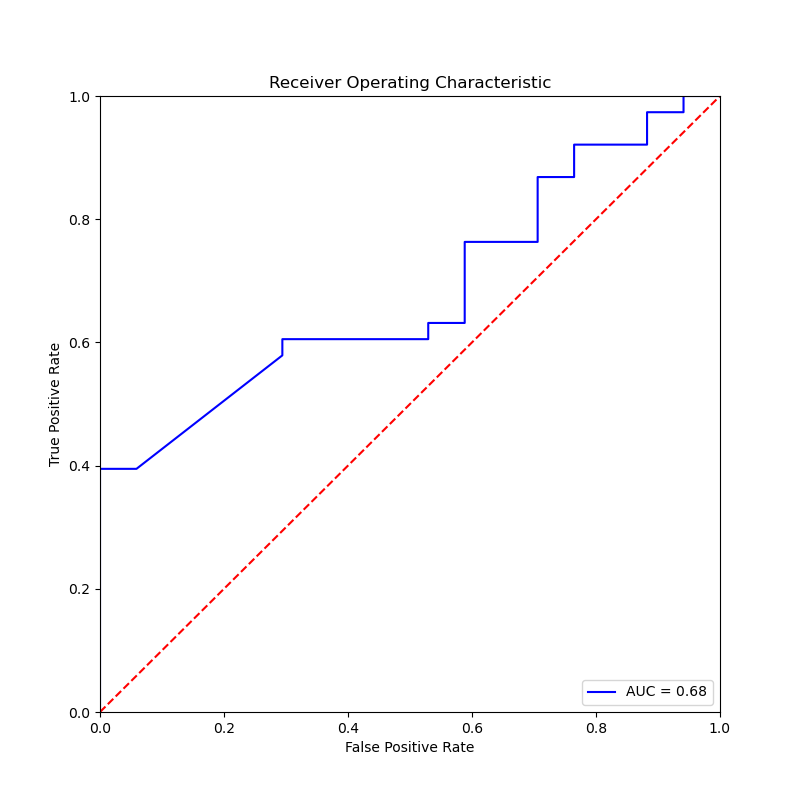 Receiver Operating Characteristic
1.0
0.8
0.6
0.4
0.2
0.0
True Positive Rate
AUC = 0.68
0.0 0.2 0.4 0.6 0.8 1.0
False Positive Rate